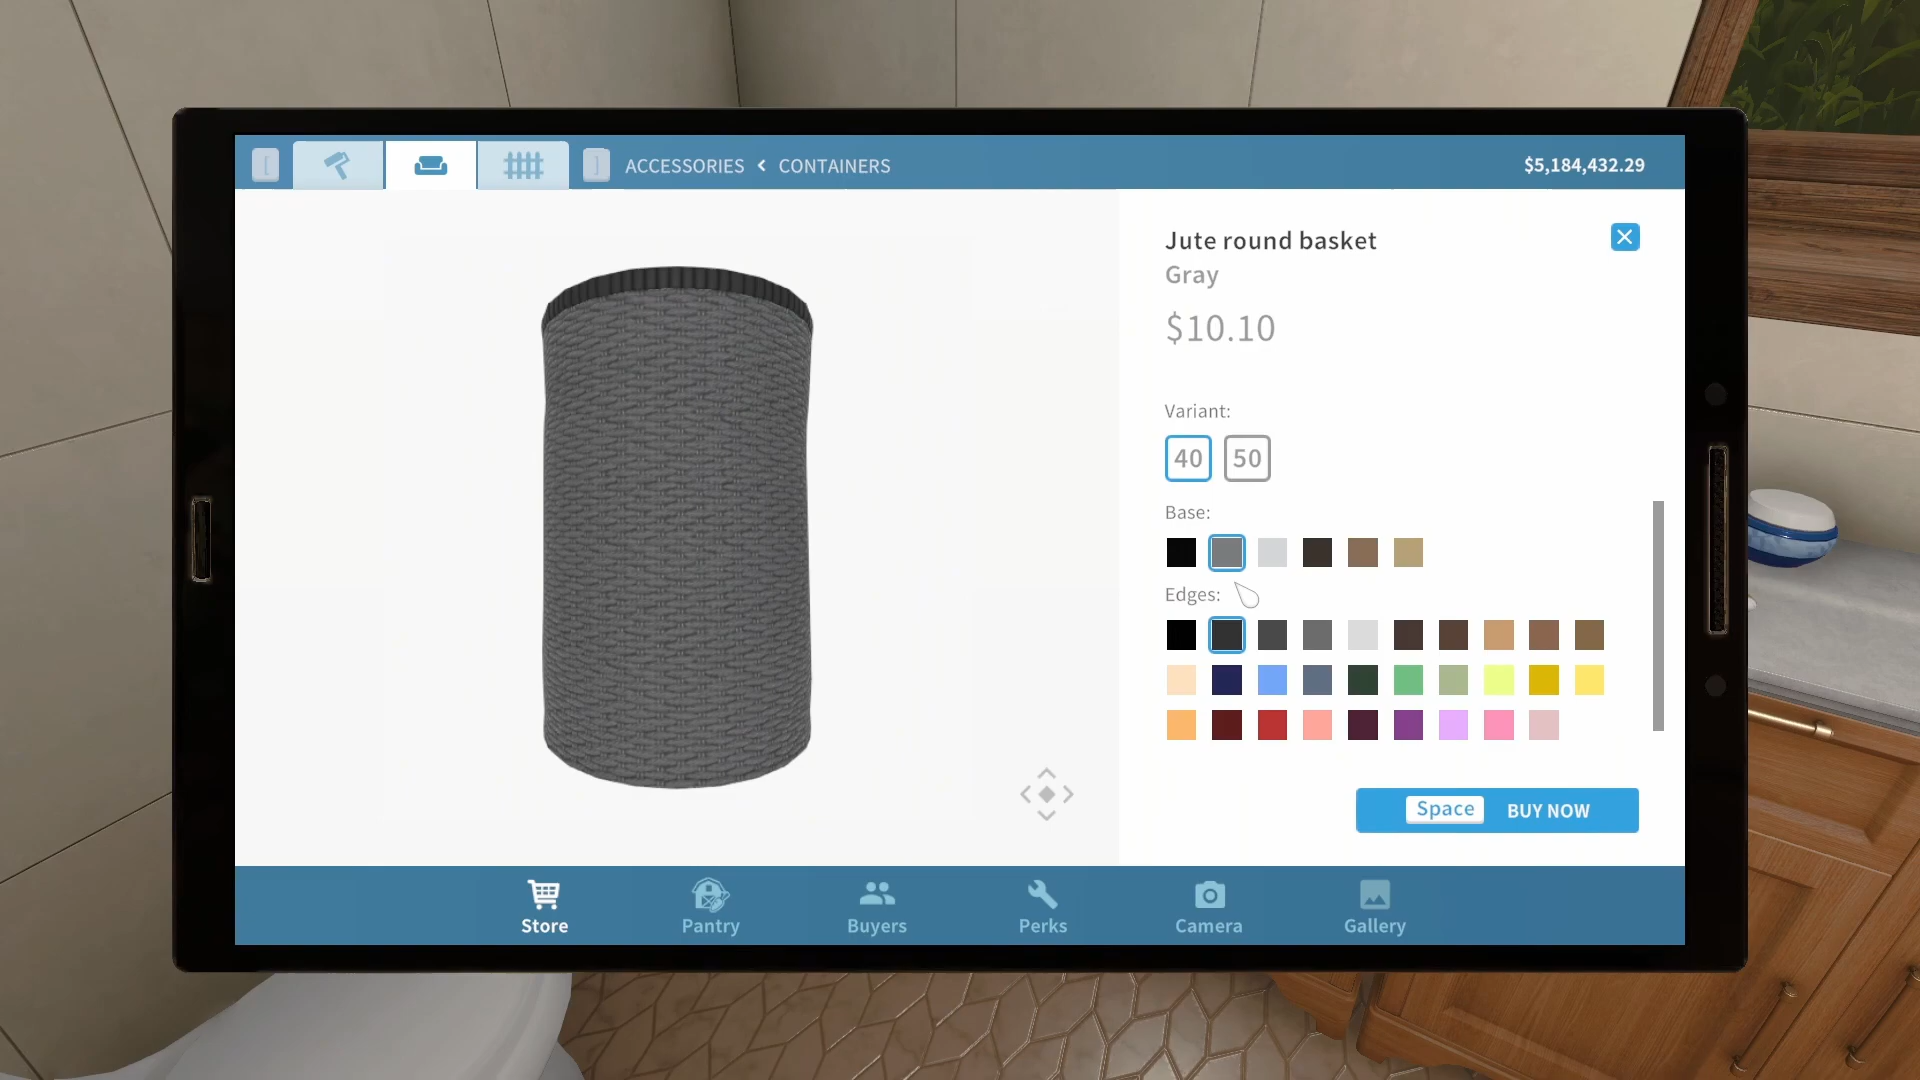 [
]
ACCESSORIES < CONTAINERS
$5,184,432.29
Jute round basket
Gray
$10.10
Variant:
40 50
Base:
Edges:
Space BUY NOW
Store Pantry Buyers Perks Camera Gallery